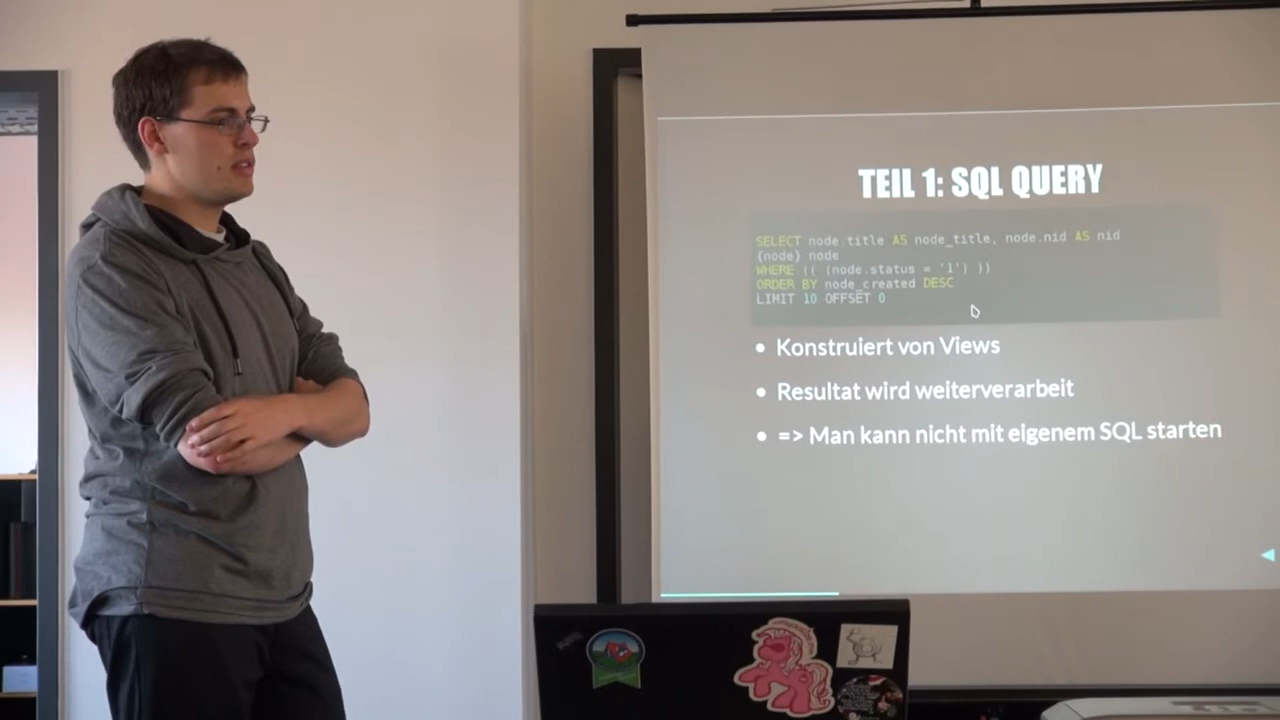 TEIL 1: SQL QUERY
SELECT node.title AS node_title, node.nid AS nid
{node} node
WHERE (( (node.status = '1') ))
ORDER BY node_created DESC
LIMIT 10 OFFSET 0
• Konstruiert von Views
• Resultat wird weiterverarbeit
• => Man kann nicht mit eigenem SQL starten